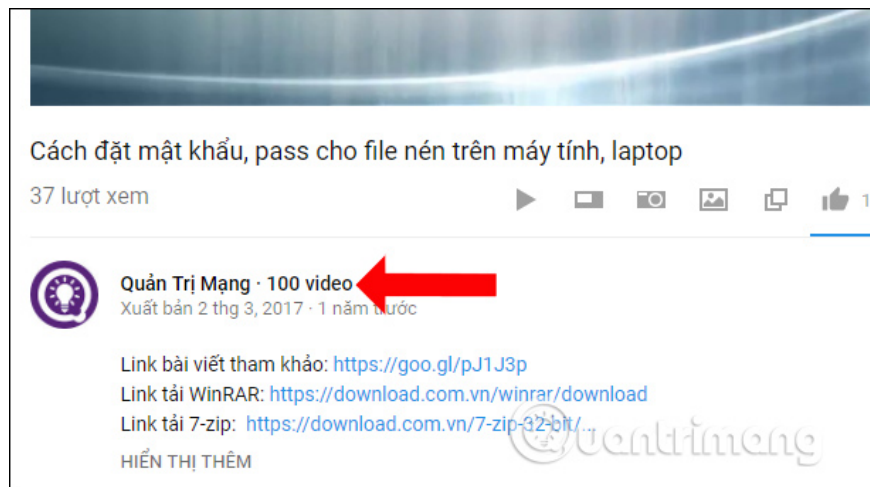 Cách đặt mật khẩu, pass cho file nén trên máy tính, laptop
37 lượt xem
1
Quản Trị Mạng · 100 video
Xuất bản 2 thg 3, 2017 · 1 năm trước
Link bài viết tham khảo: https://goo.gl/pJ1J3p
Link tải WinRAR: https://download.com.vn/winrar/download
Link tải 7-zip: https://download.com.vn/7-zip-32-bit/...
HIỂN THỊ THÊM
Quantrimang